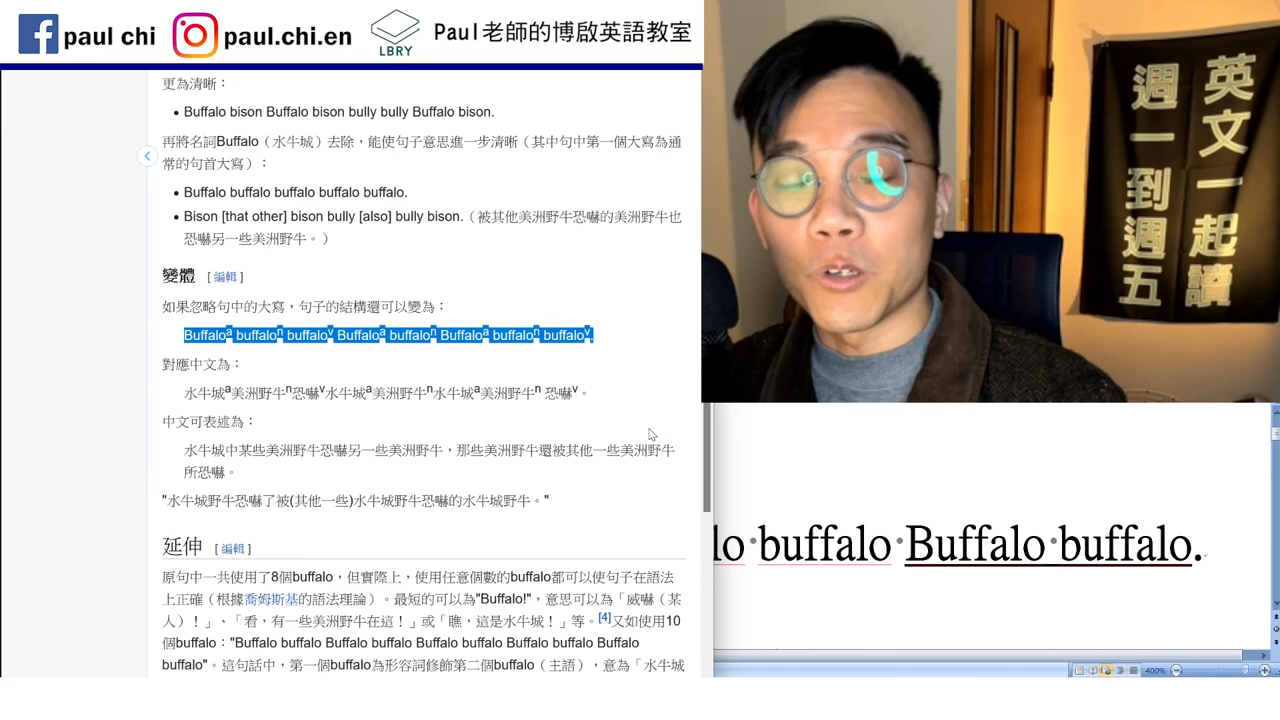 paul chi
paul.chi.en
LBRY
Paul老師的博啟英語教室
更為清晰：
• Buffalo bison Buffalo bison bully bully Buffalo bison.
再將名詞Buffalo（水牛城）去除，能使句子意思進一步清晰（其中句中第一個大寫為通
常的句首大寫）：
• Buffalo buffalo buffalo buffalo buffalo.
• Bison [that other] bison bully [also] bully bison.（被其他美洲野牛恐嚇的美洲野牛也
恐嚇另一些美洲野牛。）
變體 [編輯]
如果忽略句中的大寫，句子的結構還可以變為：
Buffaloᵃ buffaloⁿ buffaloᵛ Buffaloᵃ buffaloⁿ Buffaloᵃ buffaloⁿ buffaloᵛ.
對應中文為：
水牛城ᵃ美洲野牛ⁿ恐嚇ᵛ水牛城ᵃ美洲野牛ⁿ水牛城ᵃ美洲野牛ⁿ 恐嚇ᵛ。
中文可表述為：
水牛城中某些美洲野牛恐嚇另一些美洲野牛，那些美洲野牛還被其他一些美洲野牛
所恐嚇。
"水牛城野牛恐嚇了被(其他一些)水牛城野牛恐嚇的水牛城野牛。"
延伸 [編輯]
原句中一共使用了8個buffalo，但實際上，使用任意個數的buffalo都可以使句子在語法
上正確（根據喬姆斯基的語法理論）。最短的可以為"Buffalo!"，意思可以為「威嚇（某
人）！」、「看，有一些美洲野牛在這！」或「瞧，這是水牛城！」等。[4]又如使用10
個buffalo："Buffalo buffalo Buffalo buffalo Buffalo buffalo Buffalo buffalo Buffalo
buffalo"。這句話中，第一個buffalo為形容詞修飾第二個buffalo（主語），意為「水牛城
英文一起讀
週一到週五
lo buffalo Buffalo buffalo.
400%